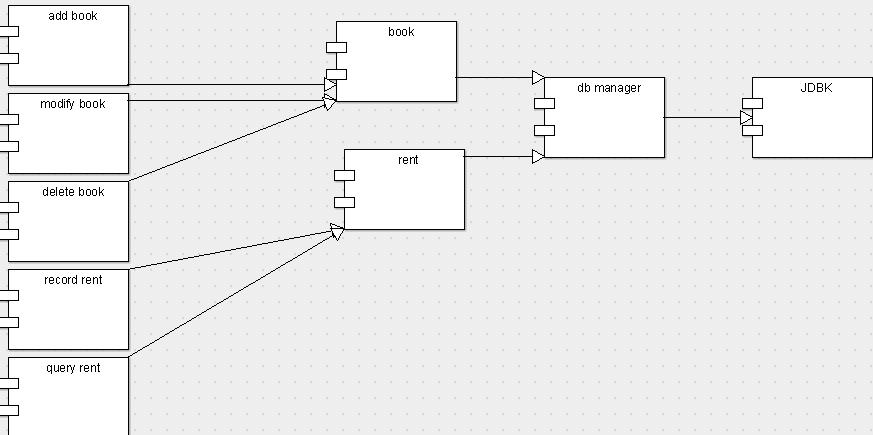 add book
modify book
delete book
record rent
query rent
book
rent
db manager
JDBK